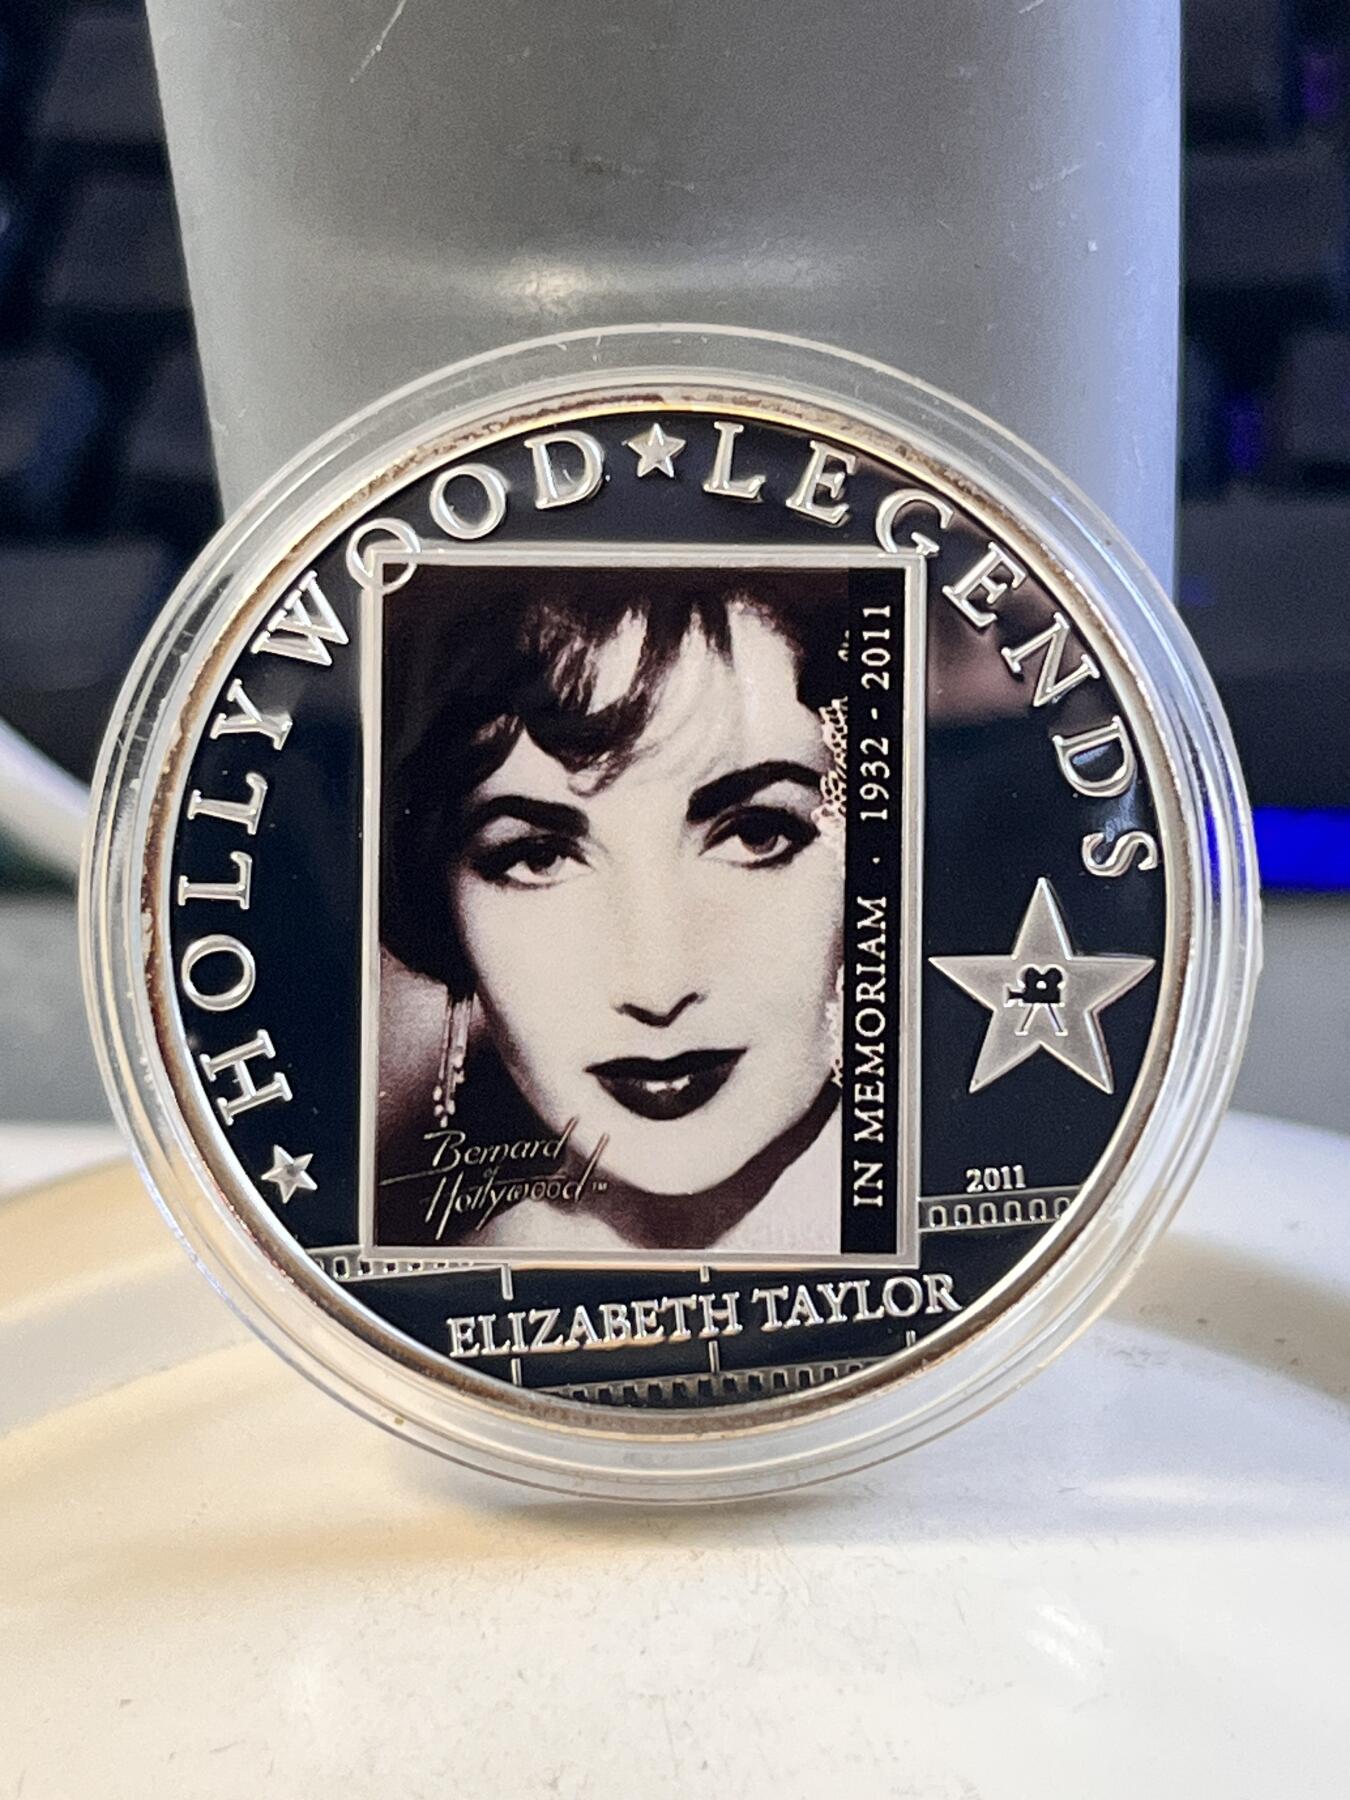 HOLLYWOOD★LEGENDS
IN MEMORIAM · 1932 - 2011
Bernard
of
Hollywood™
2011
ELIZABETH TAYLOR